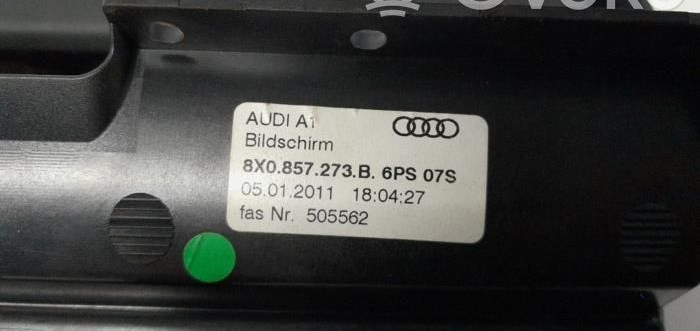 AUDI A1
Bildschirm
8X0.857.273.B. 6PS 07S
05.01.2011 18:04:27
fas Nr. 505562